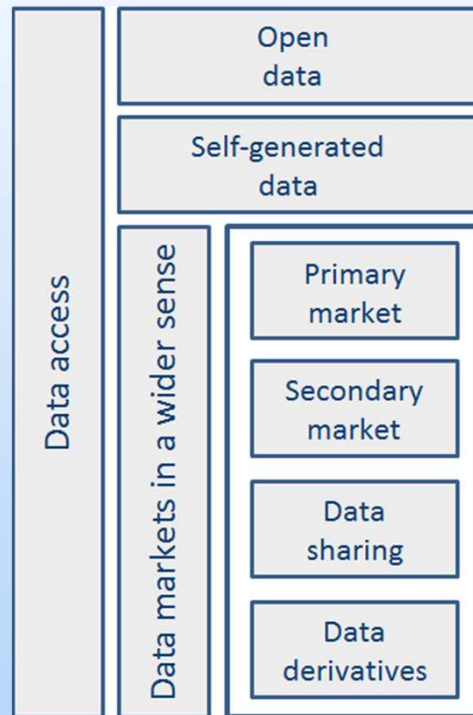 Data access
Open
data
Self-generated
data
Data markets in a wider sense
Primary
market
Secondary
market
Data
sharing
Data
derivatives